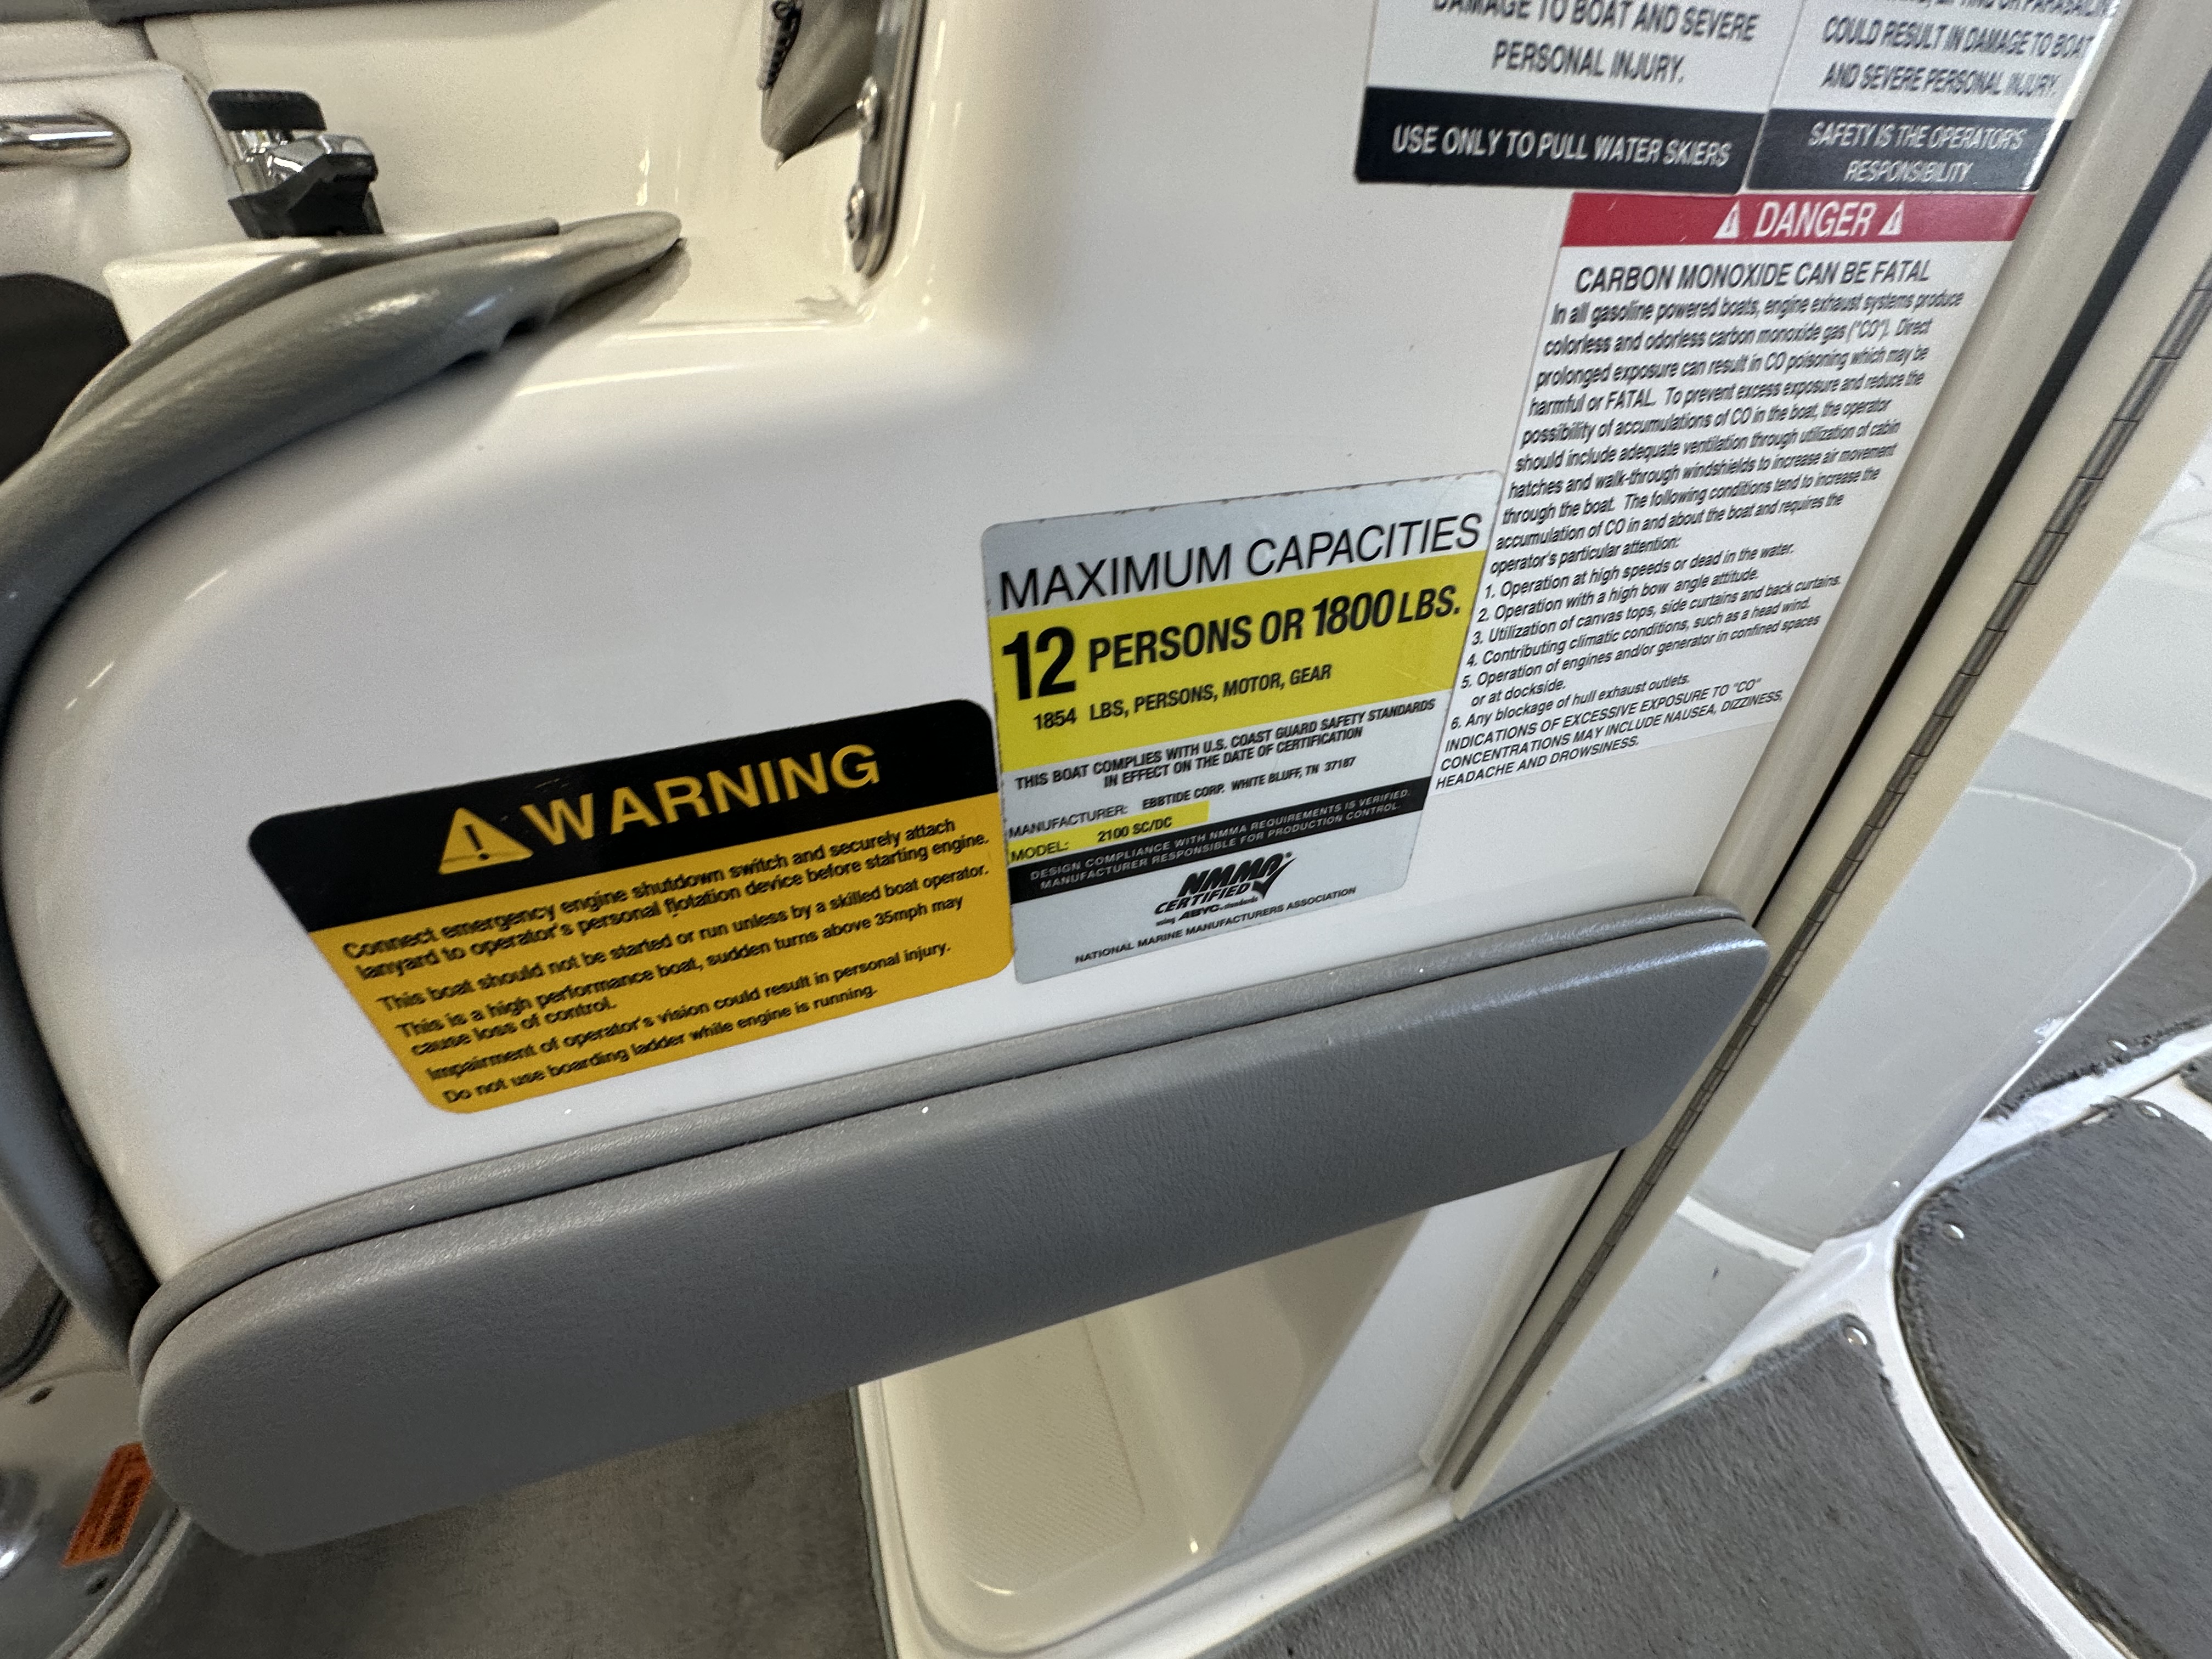 DAMAGE TO BOAT AND SEVERE
PERSONAL INJURY.
USE ONLY TO PULL WATER SKIERS
COULD RESULT IN DAMAGE TO BOAT
AND SEVERE PERSONAL INJURY.
SAFETY IS THE OPERATOR'S
RESPONSIBILITY
DANGER
CARBON MONOXIDE CAN BE FATAL
In all gasoline powered boats, engine exhaust systems produce
colorless and odorless carbon monoxide gas ("CO"). Direct
prolonged exposure can result in CO poisoning which may be
harmful or FATAL. To prevent excess exposure and reduce the
possibility of accumulations of CO in the boat, the operator
should include adequate ventilation through utilization of cabin
hatches and walk-through windshields to increase air movement
through the boat. The following conditions tend to increase the
accumulation of CO in and about the boat and requires the
operator's particular attention:
1. Operation at high speeds or dead in the water.
2. Operation with a high bow angle attitude.
3. Utilization of canvas tops, side curtains and back curtains.
4. Contributing climatic conditions, such as a head wind.
5. Operation of engines and/or generator in confined spaces
or at dockside.
6. Any blockage of hull exhaust outlets.
INDICATIONS OF EXCESSIVE EXPOSURE TO "CO"
CONCENTRATIONS MAY INCLUDE NAUSEA, DIZZINESS,
HEADACHE AND DROWSINESS.
MAXIMUM CAPACITIES
12 PERSONS OR 1800 LBS.
1854 LBS, PERSONS, MOTOR, GEAR
THIS BOAT COMPLIES WITH U.S. COAST GUARD SAFETY STANDARDS
IN EFFECT ON THE DATE OF CERTIFICATION
MANUFACTURER: EBBTIDE CORP. WHITE BLUFF, TN 37187
MODEL: 2100 SC/DC
DESIGN COMPLIANCE WITH NMMA REQUIREMENTS IS VERIFIED.
MANUFACTURER RESPONSIBLE FOR PRODUCTION CONTROL.
NMMA®
CERTIFIED
using ABYC standards
NATIONAL MARINE MANUFACTURERS ASSOCIATION
WARNING
Connect emergency engine shutdown switch and securely attach
lanyard to operator's personal flotation device before starting engine.
This boat should not be started or run unless by a skilled boat operator.
This is a high performance boat, sudden turns above 35mph may
cause loss of control.
Impairment of operator's vision could result in personal injury.
Do not use boarding ladder while engine is running.